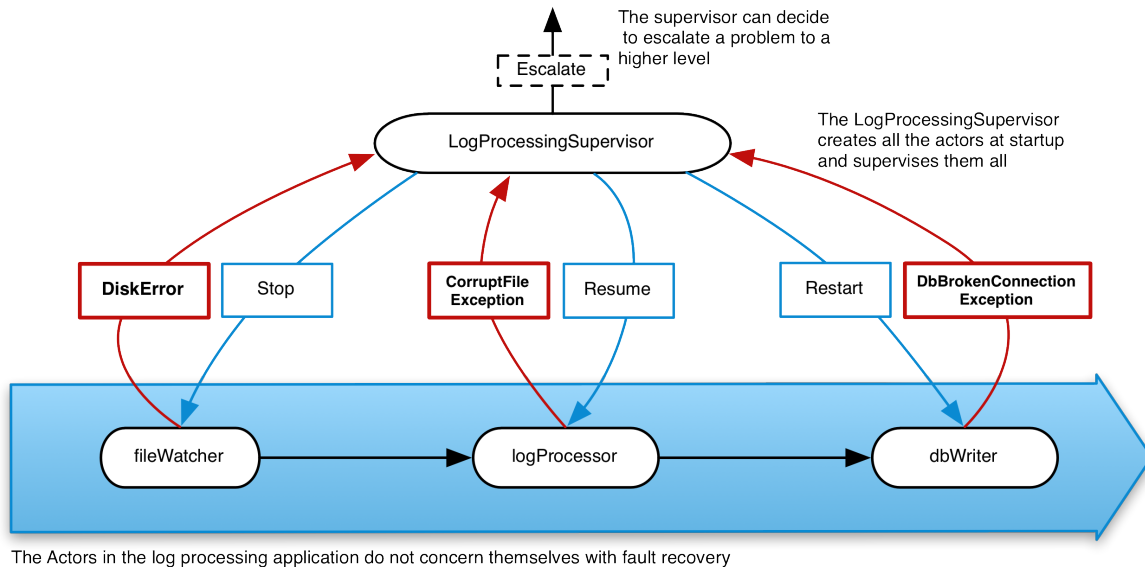 The supervisor can decide
to escalate a problem to a
higher level
Escalate
LogProcessingSupervisor
The LogProcessingSupervisor
creates all the actors at startup
and supervises them all
DiskError
Stop
CorruptFile
Exception
Resume
Restart
DbBrokenConnection
Exception
fileWatcher
logProcessor
dbWriter
The Actors in the log processing application do not concern themselves with fault recovery